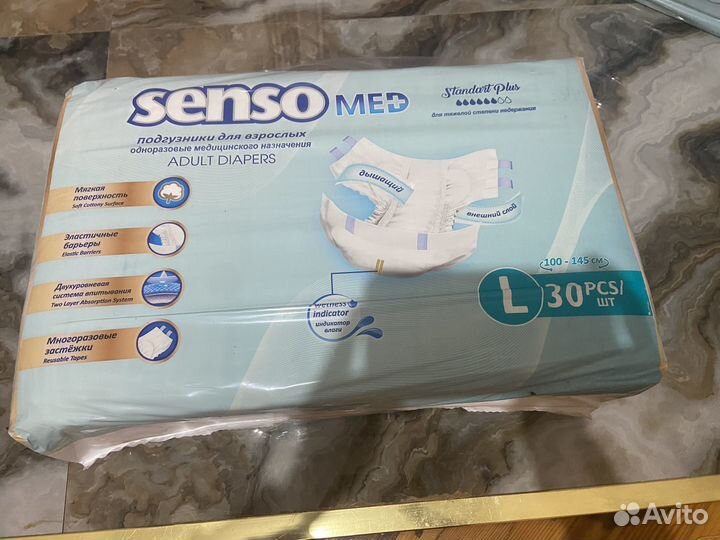 senso MED
Standart Plus
для тяжелой степени недержания
подгузники для взрослых
одноразовые медицинского назначения
ADULT DIAPERS
Мягкая
поверхность
Soft Cottony Surface
Эластичные
барьеры
Elastic Barriers
Двухуровневая
система впитывания
Two Layer Absorption System
Многоразовые
застёжки
Reusable Tapes
дышащий
внешний слой
wetness
indicator
индикатор
влаги
100 - 145 см
L 30 PCS/
ШТ
Avito